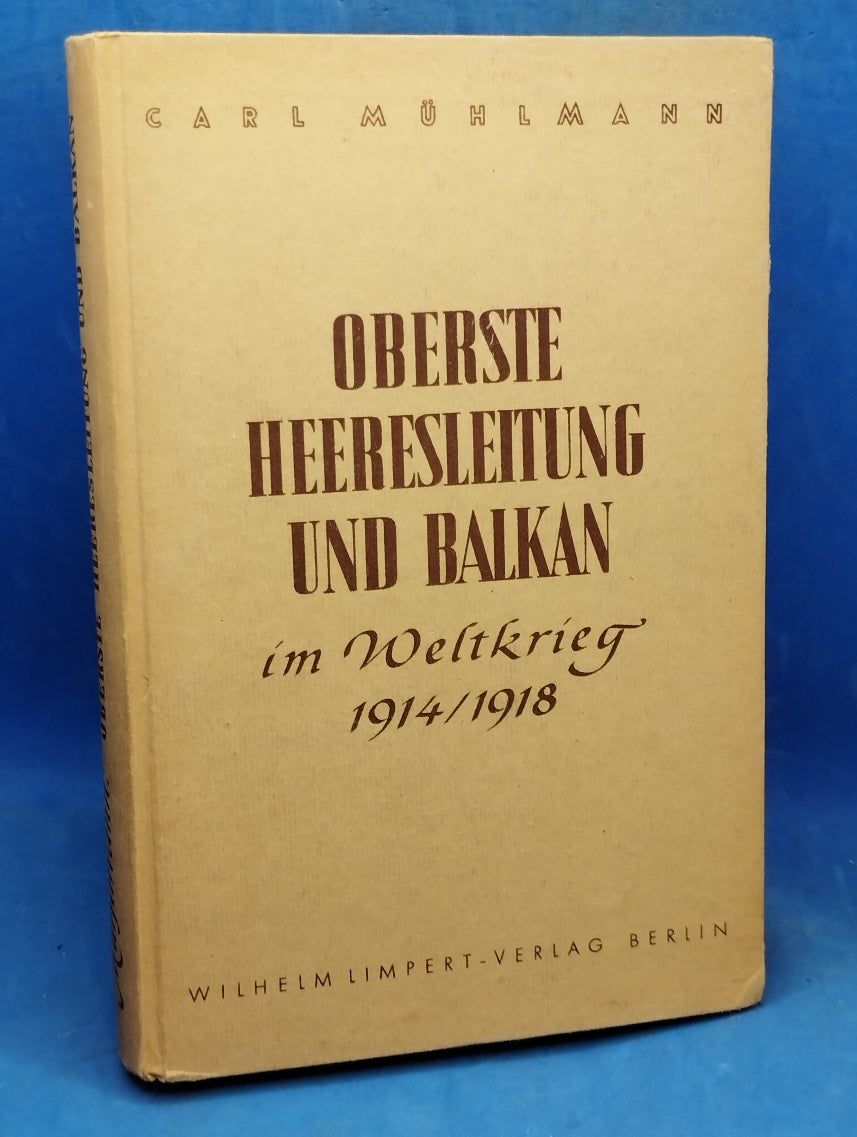 CARL MÜHLMANN
OBERSTE
HEERESLEITUNG
UND BALKAN
im Weltkrieg
1914/1918
WILHELM LIMPERT-VERLAG BERLIN
OBERSTE HEERESLEITUNG UND BALKAN